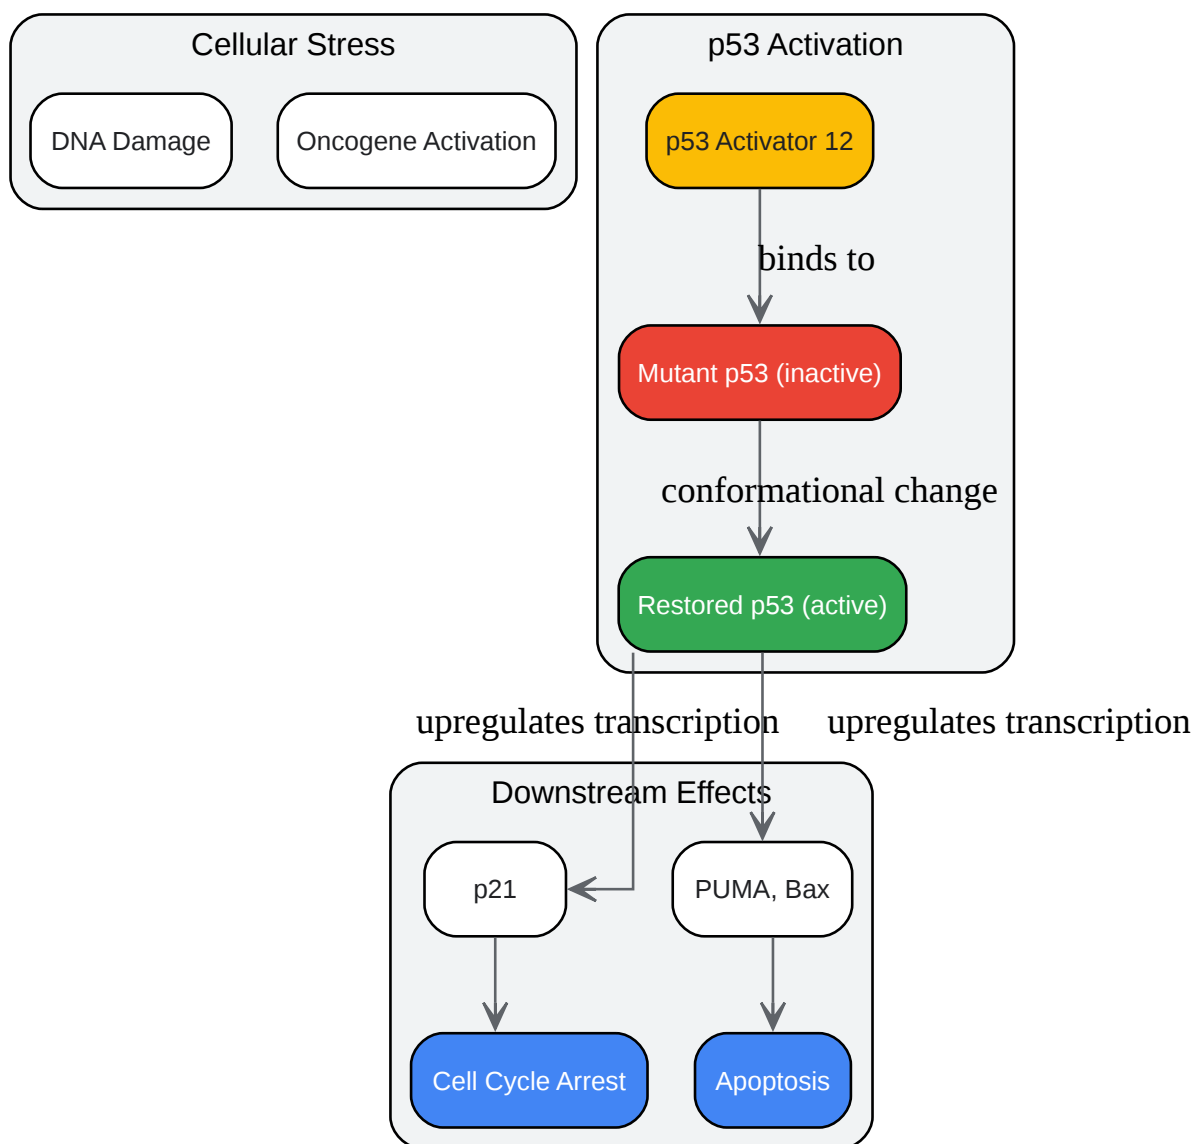 Cellular Stress
DNA Damage
Oncogene Activation
p53 Activation
p53 Activator 12
binds to
Mutant p53 (inactive)
conformational change
Restored p53 (active)
upregulates transcription
upregulates transcription
Downstream Effects
p21
PUMA, Bax
Cell Cycle Arrest
Apoptosis